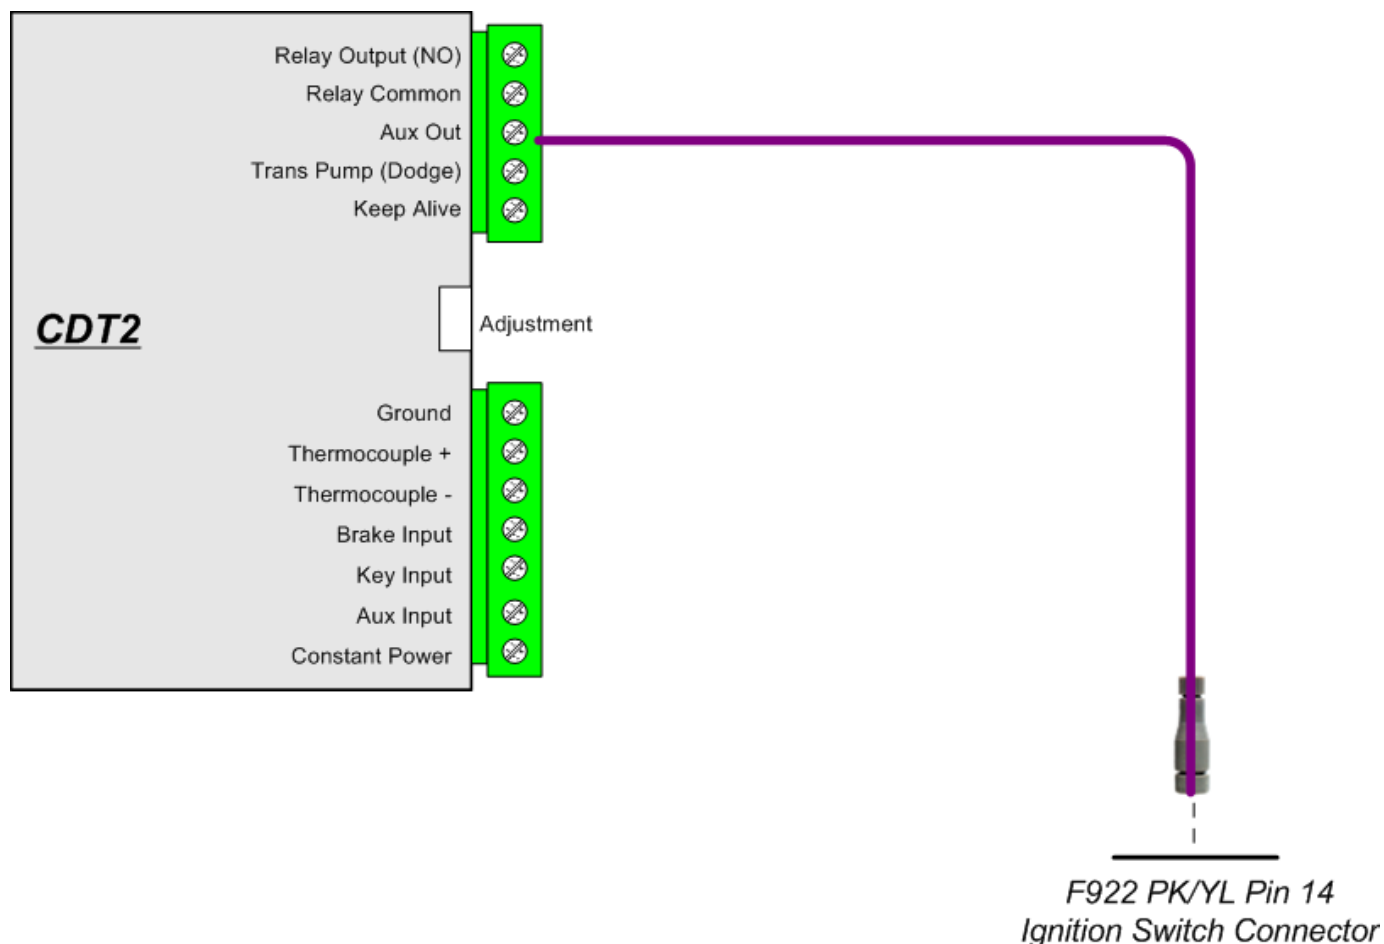 Relay Output (NO)
Relay Common
Aux Out
Trans Pump (Dodge)
Keep Alive
CDT2
Adjustment
Ground
Thermocouple +
Thermocouple -
Brake Input
Key Input
Aux Input
Constant Power
F922 PK/YL Pin 14
Ignition Switch Connector